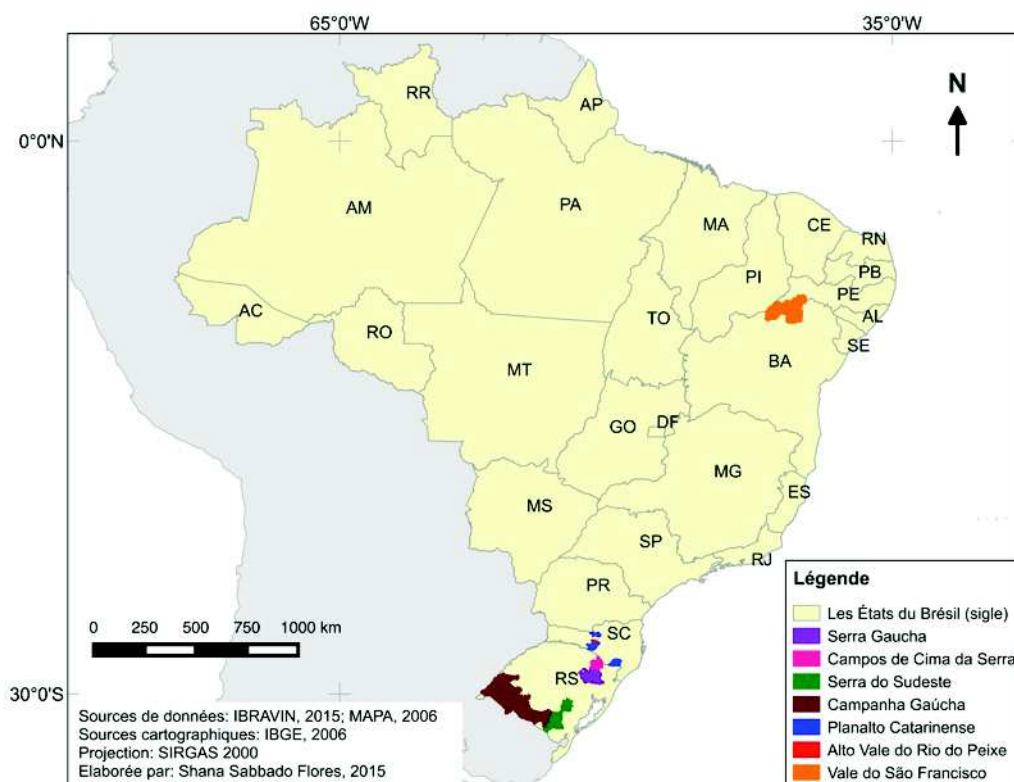 65°0'W
35°0'W
N
0°0'N
30°0'S
RR
AP
AM
PA
MA
CE
RN
PB
PI
PE
AL
SE
AC
RO
TO
BA
MT
GO
DF
MG
ES
MS
SP
RJ
PR
SC
RS
0 250 500 750 1000 km
Sources de données: IBRAVIN, 2015; MAPA, 2006
Sources cartographiques: IBGE, 2006
Projection: SIRGAS 2000
Elaborée par: Shana Sabbado Flores, 2015
Légende
Les États du Brésil (sigle)
Serra Gaucha
Campos de Cima da Serra
Serra do Sudeste
Campanha Gaúcha
Planalto Catarinense
Alto Vale do Rio do Peixe
Vale do São Francisco